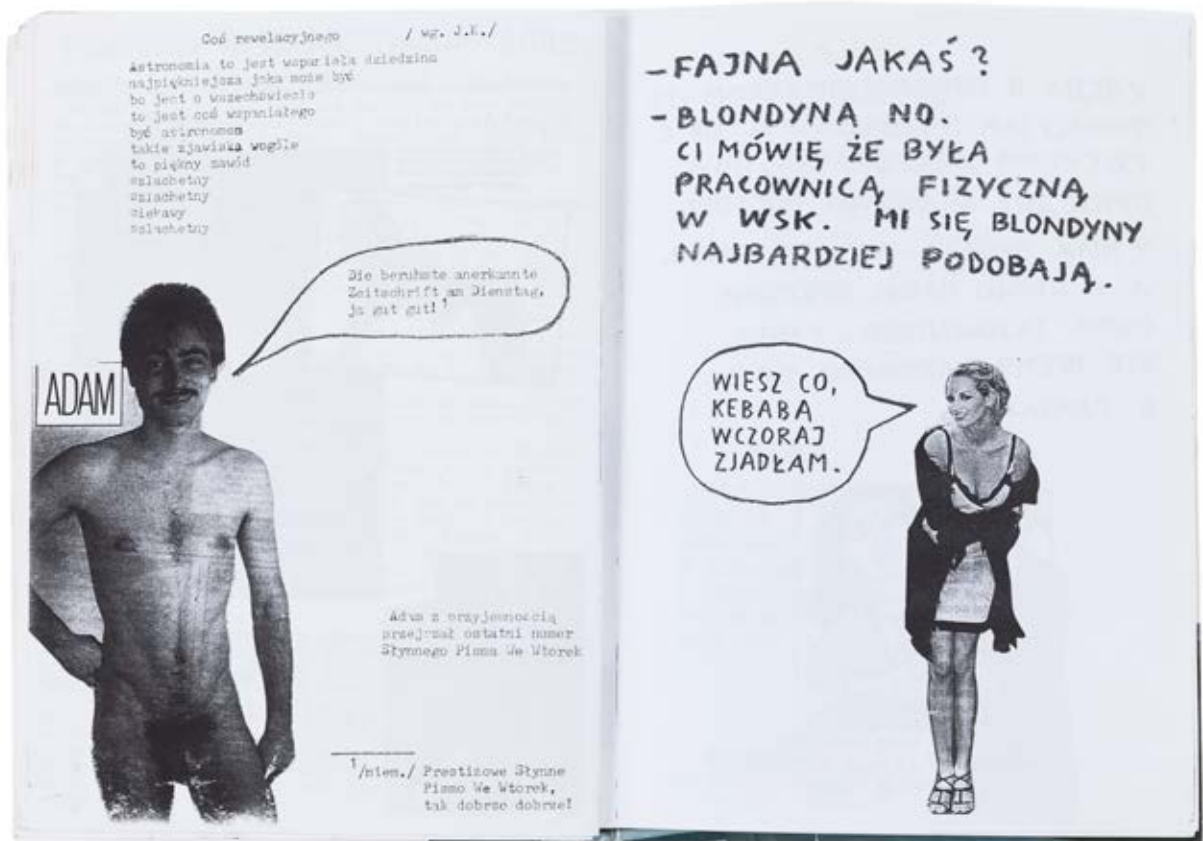 Coś rewelacyjnego / wg. J.K./
Astronomia to jest wspaniała dziedzina
najpiękniejsza jaka może być
bo jest o wszechświecie
to jest coś wspaniałego
być astronomem
takie zjawiska wogóle
to piękny zawód
szlachetny
szlachetny
ciekawy
szlachetny
Die beruhmte anerkannte
Zeitschrift am Dienstag,
ja gut gut! 1
ADAM
Adam z przyjemnością
przejrzał ostatni numer
Słynnego Pisma We Wtorek
1/niem./ Prestiżowe Słynne
Pismo We Wtorek,
tak dobrze dobrze!
- FAJNA JAKAŚ?
- BLONDYNA NO.
CI MÓWIĘ ŻE BYŁA
PRACOWNICĄ FIZYCZNĄ
W WSK. MI SIĘ BLONDYNY
NAJBARDZIEJ PODOBAJĄ.
WIESZ CO,
KEBABA
WCZORAJ
ZJADŁAM.